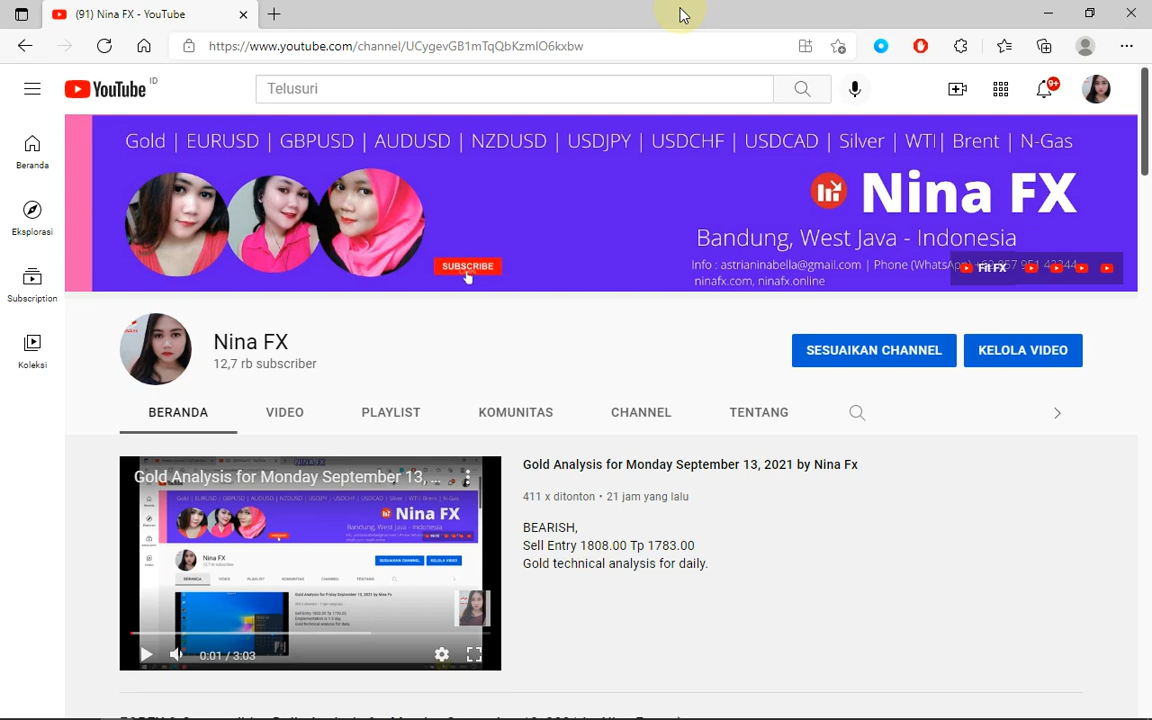 (91) Nina FX - YouTube
https://www.youtube.com/channel/UCygevGB1mTqQbKzmIO6kxbw
YouTube ID
Telusuri
9+
Beranda
Eksplorasi
Subscription
Koleksi
Gold | EURUSD | GBPUSD | AUDUSD | NZDUSD | USDJPY | USDCHF | USDCAD | Silver | WTI| Brent | N-Gas
Nina FX
Bandung, West Java - Indonesia
SUBSCRIBE
Info : astrianinabella@gmail.com | Phone (WhatsApp)
Fit FX
ninafx.com, ninafx.online
Nina FX
12,7 rb subscriber
SESUAIKAN CHANNEL
KELOLA VIDEO
BERANDA
VIDEO
PLAYLIST
KOMUNITAS
CHANNEL
TENTANG
Gold Analysis for Monday September 13, ...
Nina FX
0:01 / 3:03
Gold Analysis for Monday September 13, 2021 by Nina Fx
411 x ditonton • 21 jam yang lalu
BEARISH,
Sell Entry 1808.00 Tp 1783.00
Gold technical analysis for daily.